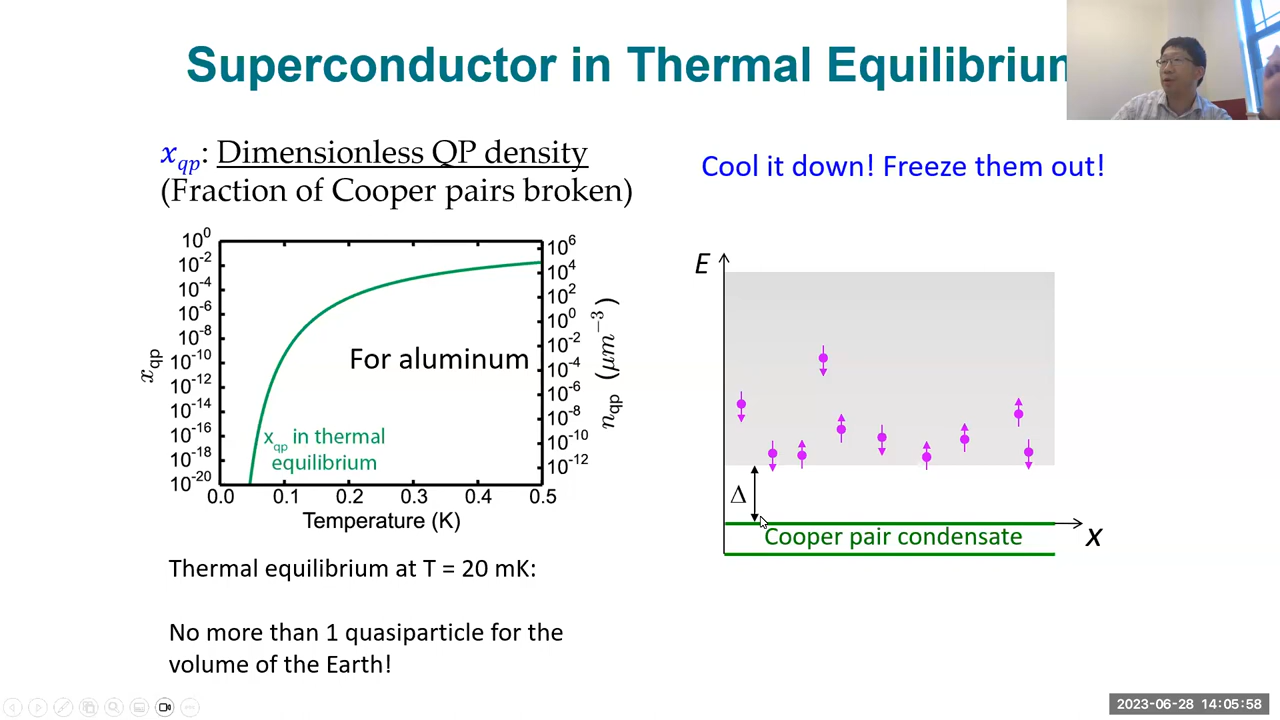 Superconductor in Thermal Equilibriu
x_qp: Dimensionless QP density
(Fraction of Cooper pairs broken)
Cool it down! Freeze them out!
10^0
10^-2
10^-4
10^-6
10^-8
10^-10
10^-12
10^-14
10^-16
10^-18
10^-20
x_qp
10^6
10^4
10^2
10^0
10^-2
10^-4
10^-6
10^-8
10^-10
10^-12
n_qp (μm^-3)
For aluminum
x_qp in thermal
equilibrium
0.0 0.1 0.2 0.3 0.4 0.5
Temperature (K)
E
Δ
Cooper pair condensate
x
Thermal equilibrium at T = 20 mK:
No more than 1 quasiparticle for the
volume of the Earth!
2023-06-28 14:05:58